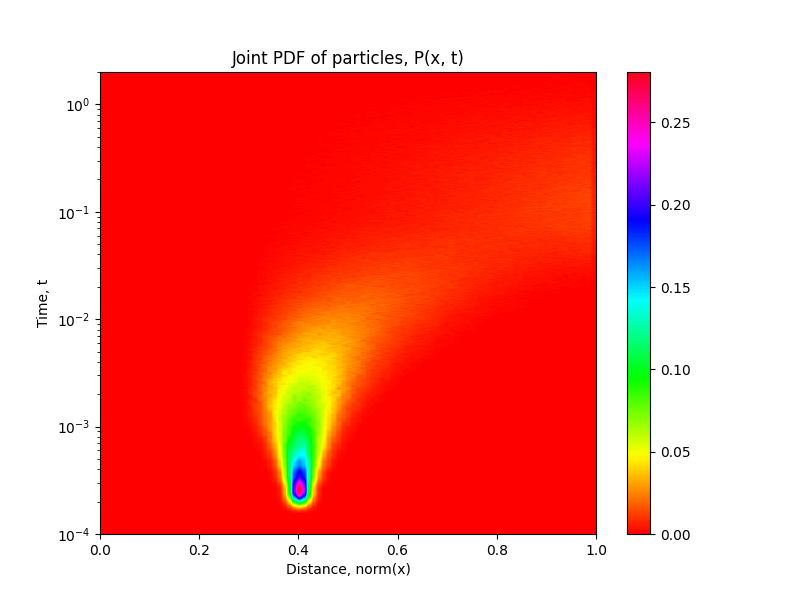 Joint PDF of particles, P(x, t)
Time, t
10⁰
10⁻¹
10⁻²
10⁻³
10⁻⁴
0.0 0.2 0.4 0.6 0.8 1.0
Distance, norm(x)
0.25
0.20
0.15
0.10
0.05
0.00